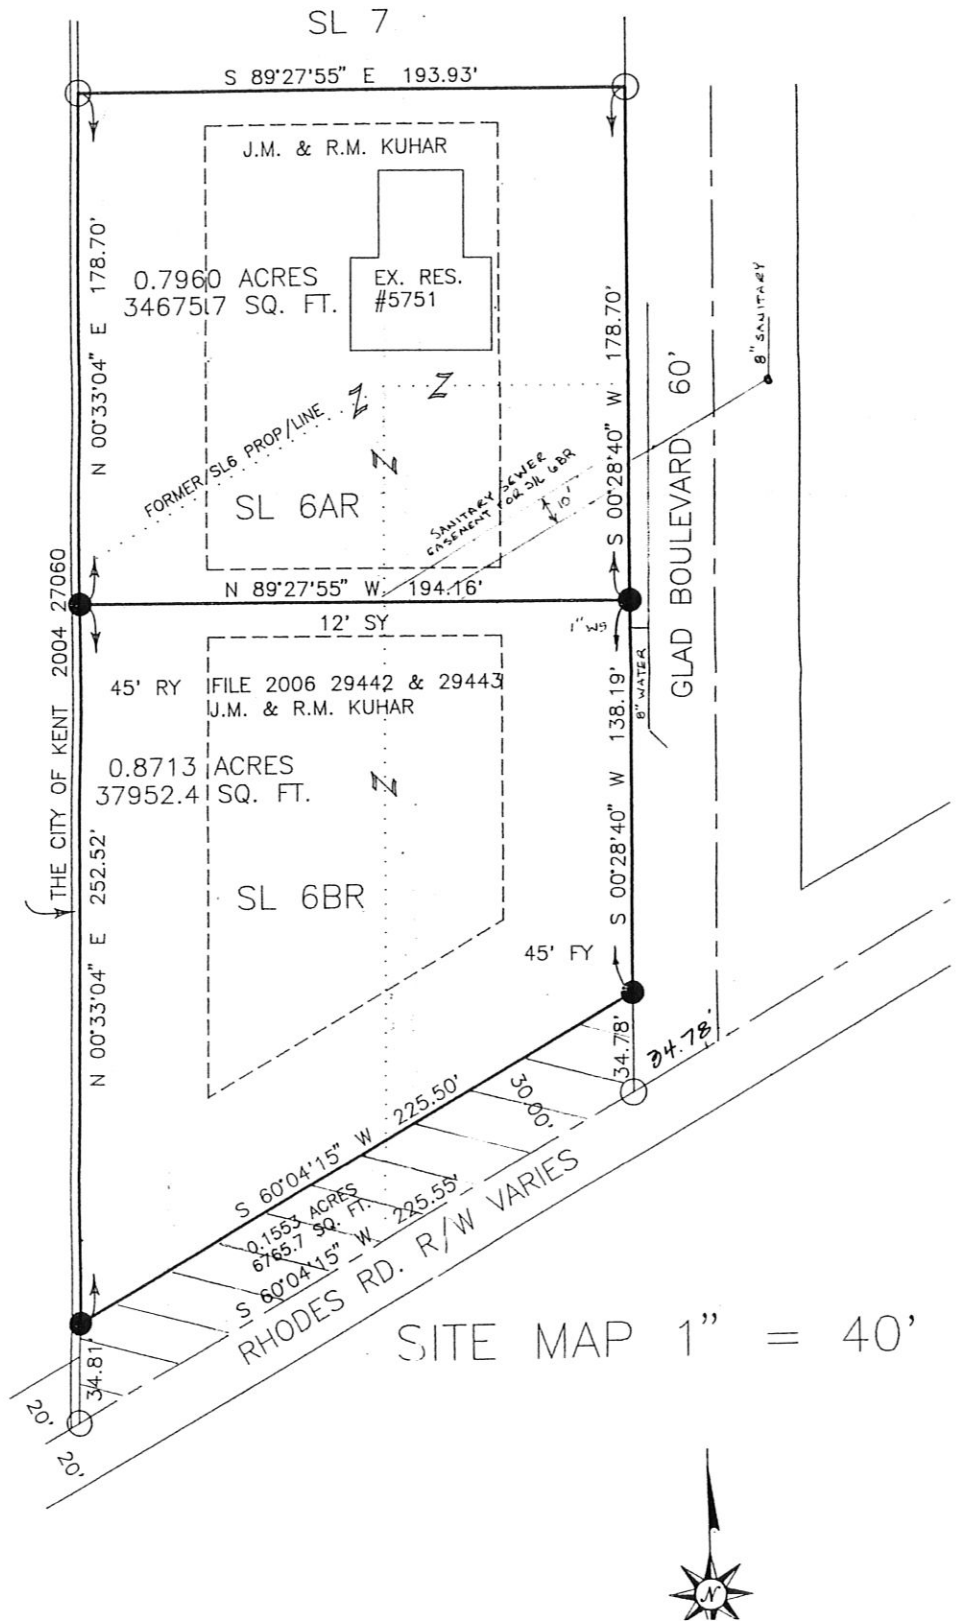 SL 7
S 89°27'55" E 193.93'
J.M. & R.M. KUHAR
N 00°33'04" E 178.70'
0.7960 ACRES
34675.7 SQ. FT.
EX. RES.
#5751
S 00°28'40" W 178.70'
8" SANITARY
GLAD BOULEVARD 60'
Z
Z
FORMER SL6 PROP/LINE
Z
SL 6AR
SANITARY SEWER
EASEMENT FOR S/L 6BR
10'
N 89°27'55" W 194.16'
12' SY
1" WS
8" WATER
THE CITY OF KENT 2004 27060
45' RY FILE 2006 29442 & 29443
J.M. & R.M. KUHAR
0.8713 ACRES
37952.4 SQ. FT.
Z
S 00°28'40" W 138.19'
N 00°33'04" E 252.52'
SL 6BR
45' FY
34.78'
34.78'
S 60°04'15" W 225.50'
30.00'
0.1553 ACRES
6765.7 SQ. FT.
S 60°04'15" W 225.55'
RHODES RD. R/W VARIES
34.81'
20'
20'
SITE MAP 1" = 40'
N